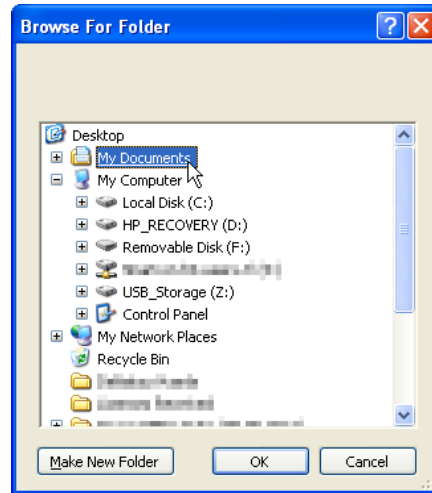 Browse For Folder
Desktop
My Documents
My Computer
Local Disk (C:)
HP_RECOVERY (D:)
Removable Disk (F:)
USB_Storage (Z:)
Control Panel
My Network Places
Recycle Bin
Make New Folder
OK
Cancel